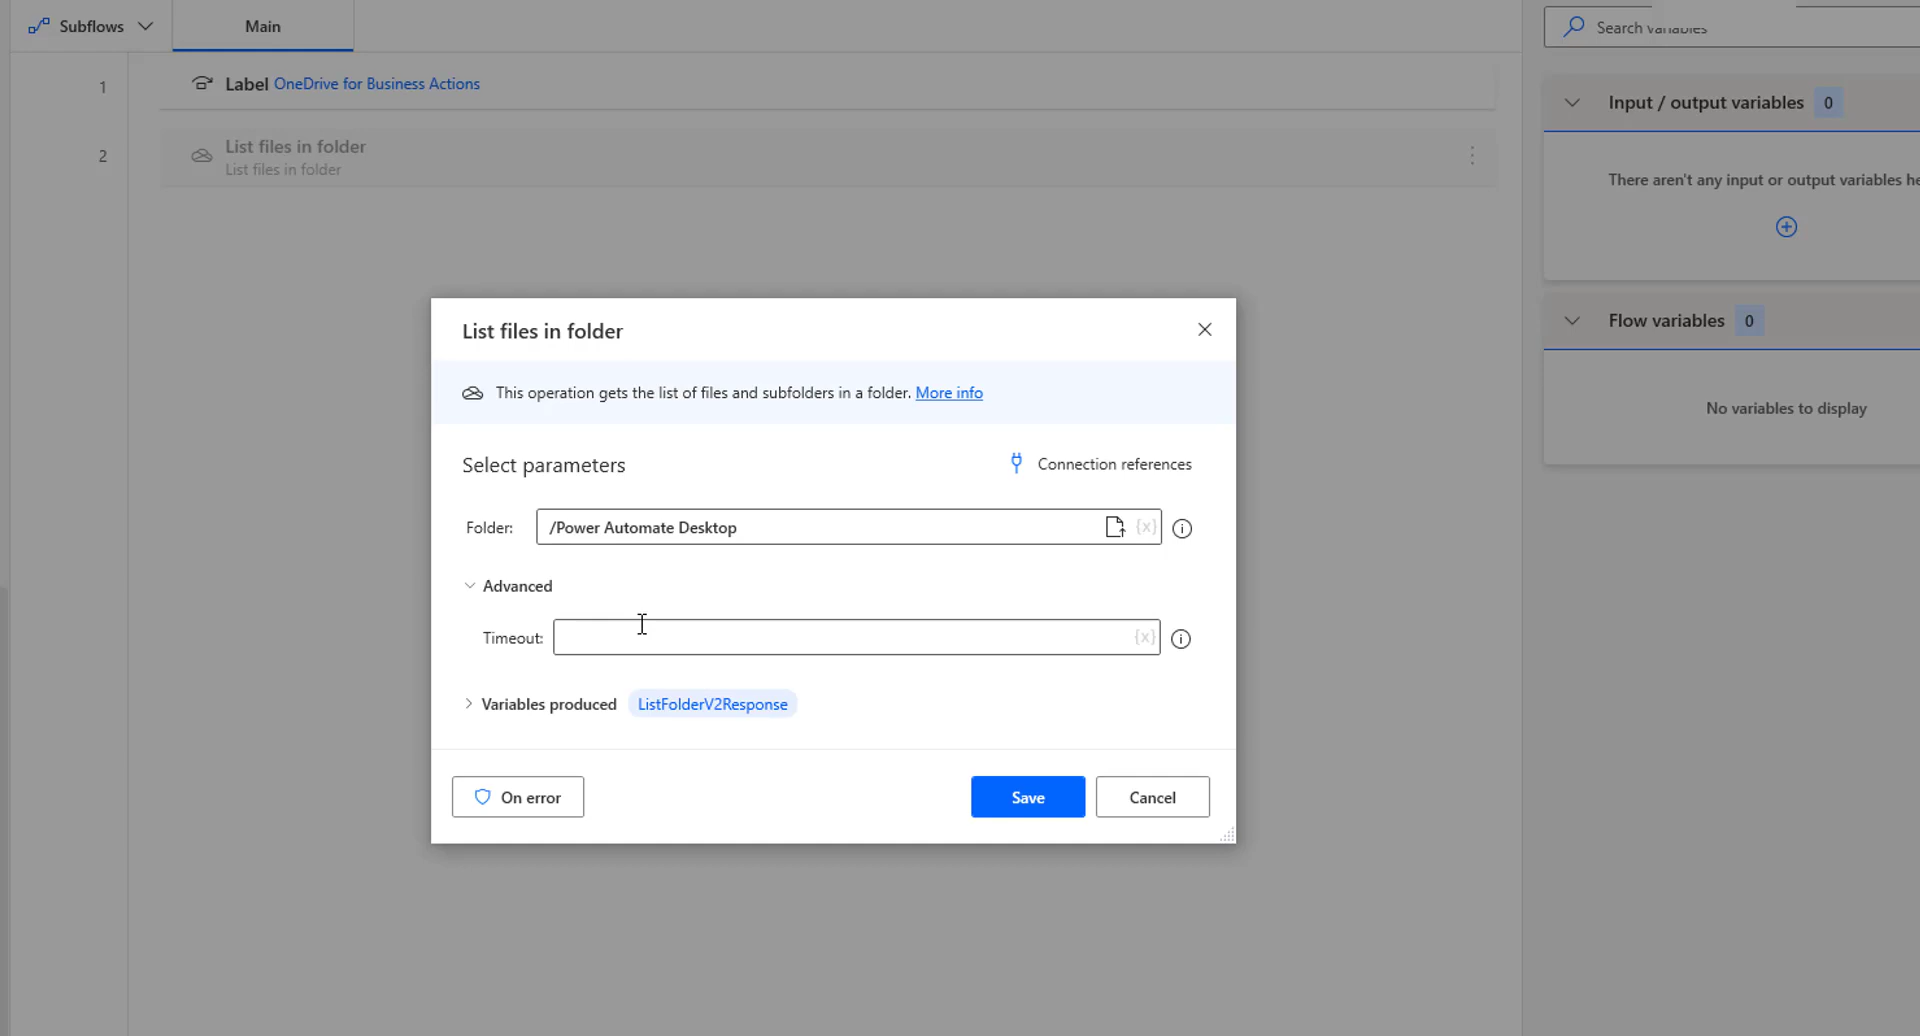 Subflows
Main
Search variables
1
Label OneDrive for Business Actions
2
List files in folder
List files in folder
Input / output variables 0
There aren't any input or output variables he
Flow variables 0
No variables to display
List files in folder
This operation gets the list of files and subfolders in a folder. More info
Select parameters
Connection references
Folder: /Power Automate Desktop {x}
Advanced
Timeout: {x}
Variables produced ListFolderV2Response
On error
Save
Cancel